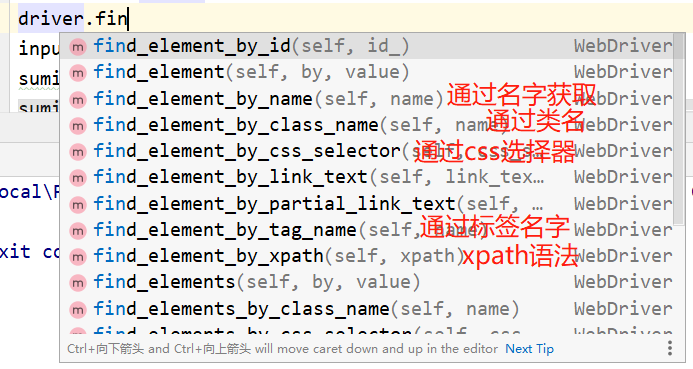 driver.fin
inpu
sumi
sumi
find_element_by_id(self, id_) WebDriver
find_element(self, by, value) WebDriver
find_element_by_name(self, name) 通过名字获取 WebDriver
find_element_by_class_name(self, name) 通过类名 WebDriver
find_element_by_css_selector(self, css_s… 通过css选择器 WebDriver
find_element_by_link_text(self, link_tex… WebDriver
find_element_by_partial_link_text(self, … WebDriver
find_element_by_tag_name(self, name) 通过标签名字 WebDriver
find_element_by_xpath(self, xpath) xpath语法 WebDriver
find_elements(self, by, value) WebDriver
find_elements_by_class_name(self, name) WebDriver
find_elements_by_css_selector(self, css WebDriver
ocal\F
xit co
Ctrl+向下箭头 and Ctrl+向上箭头 will move caret down and up in the editor Next Tip